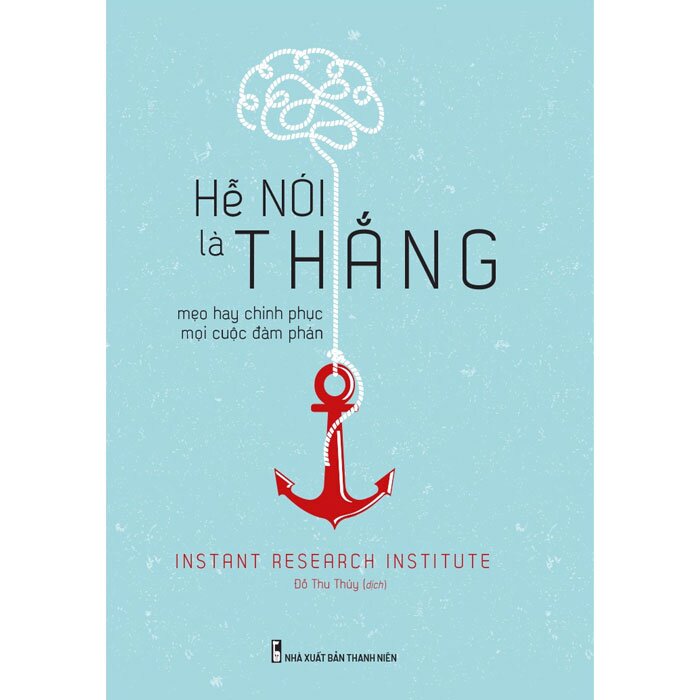 Hễ NÓI
là THẮNG
mẹo hay chinh phục
mọi cuộc đàm phán
INSTANT RESEARCH INSTITUTE
Đỗ Thu Thủy (dịch)
NHÀ XUẤT BẢN THANH NIÊN